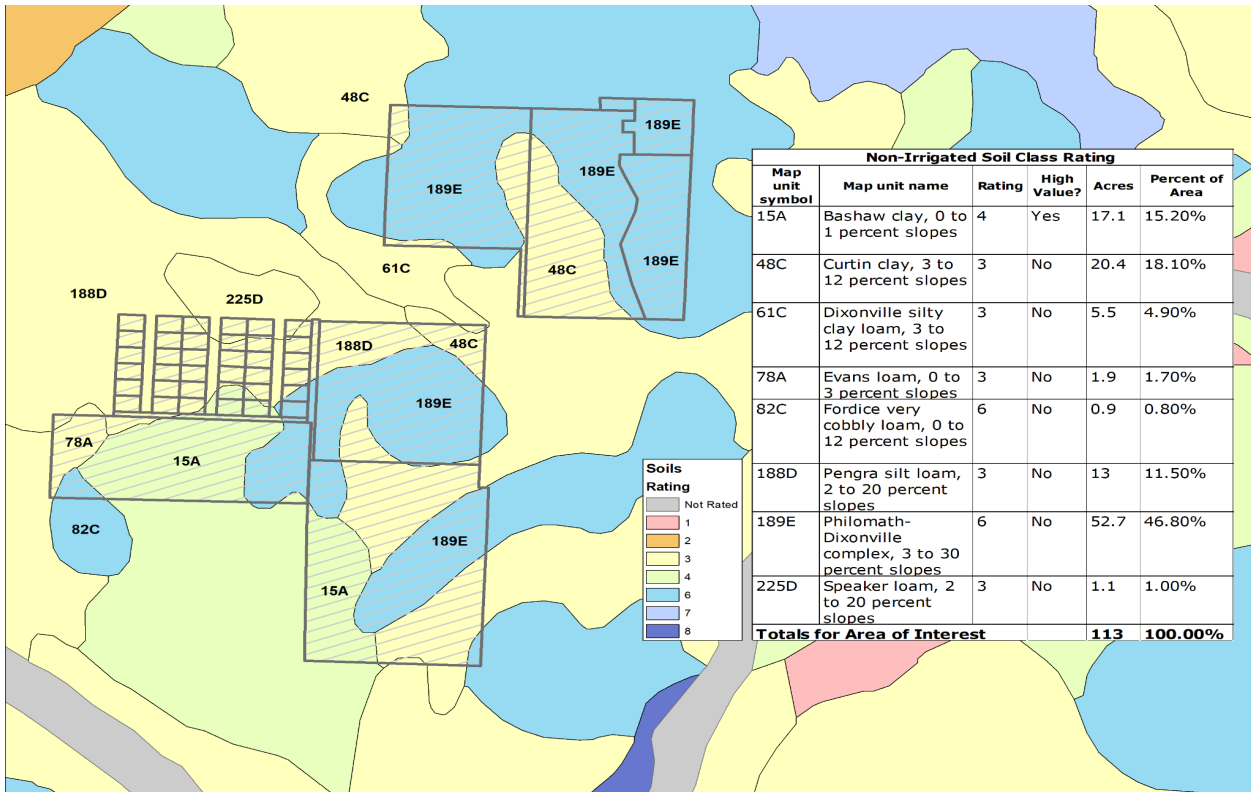 48C
189E
189E
189E
189E
48C
61C
188D
225D
188D
48C
189E
78A
15A
82C
189E
15A
Non-Irrigated Soil Class Rating
Map unit symbol Map unit name Rating High Value? Acres Percent of Area
15A Bashaw clay, 0 to 4 Yes 17.1 15.20%
1 percent slopes
48C Curtin clay, 3 to 3 No 20.4 18.10%
12 percent slopes
61C Dixonville silty 3 No 5.5 4.90%
clay loam, 3 to
12 percent slopes
78A Evans loam, 0 to 3 No 1.9 1.70%
3 percent slopes
82C Fordice very 6 No 0.9 0.80%
cobbly loam, 0 to
12 percent slopes
188D Pengra silt loam, 3 No 13 11.50%
2 to 20 percent
slopes
189E Philomath- 6 No 52.7 46.80%
Dixonville
complex, 3 to 30
percent slopes
225D Speaker loam, 2 3 No 1.1 1.00%
to 20 percent
slopes
Totals for Area of Interest 113 100.00%
Soils
Rating
Not Rated
1
2
3
4
6
7
8